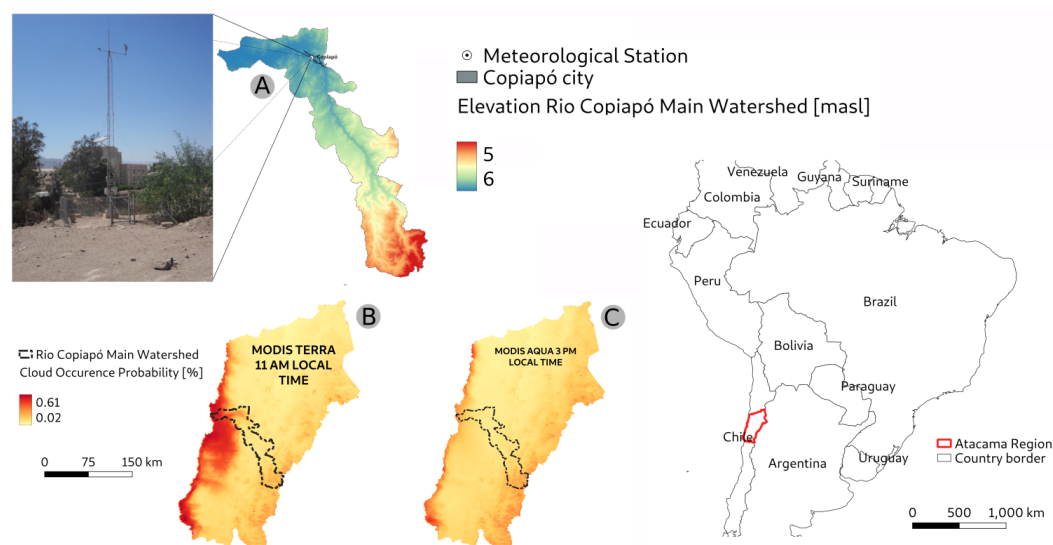 Copiapó
A
Meteorological Station
Copiapó city
Elevation Rio Copiapó Main Watershed [masl]
5
6
Rio Copiapó Main Watershed
Cloud Occurence Probability [%]
0.61
0.02
0 75 150 km
B
MODIS TERRA
11 AM LOCAL
TIME
C
MODIS AQUA 3 PM
LOCAL TIME
Venezuela
Guyana
Suriname
Colombia
Ecuador
Peru
Brazil
Bolivia
Paraguay
Chile
Argentina
Uruguay
Atacama Region
Country border
0 500 1,000 km